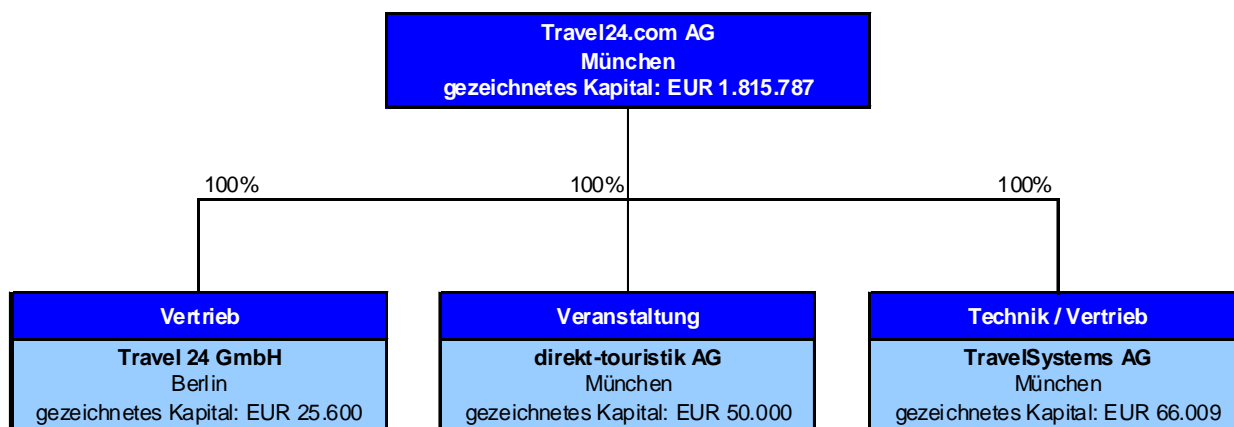 Travel24.com AG
München
gezeichnetes Kapital: EUR 1.815.787
100%
100%
100%
Vertrieb
Travel 24 GmbH
Berlin
gezeichnetes Kapital: EUR 25.600
Veranstaltung
direkt-touristik AG
München
gezeichnetes Kapital: EUR 50.000
Technik / Vertrieb
TravelSystems AG
München
gezeichnetes Kapital: EUR 66.009